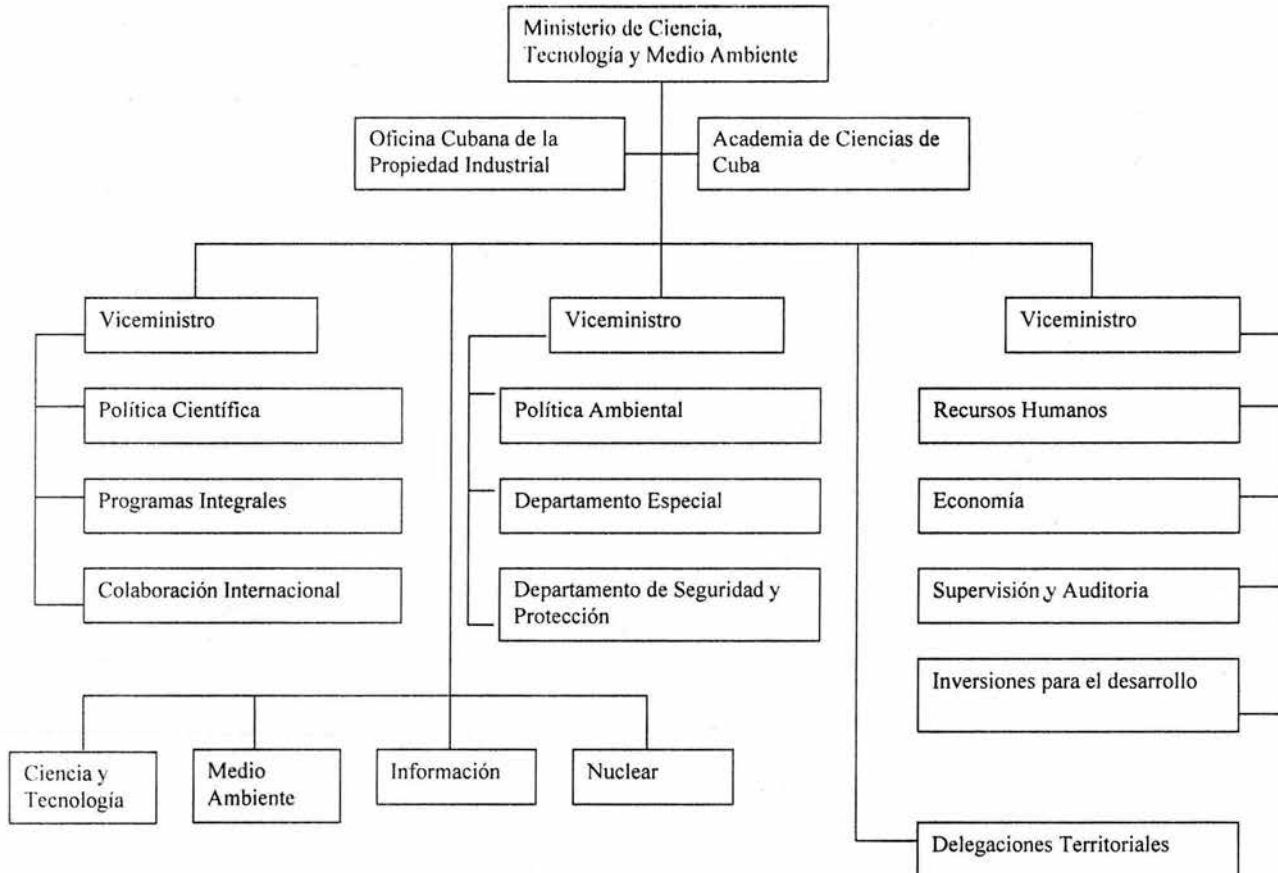 Ministerio de Ciencia,
Tecnología y Medio Ambiente
Oficina Cubana de la
Propiedad Industrial
Academia de Ciencias de
Cuba
Viceministro
Viceministro
Viceministro
Política Científica
Política Ambiental
Recursos Humanos
Programas Integrales
Departamento Especial
Economía
Colaboración Internacional
Departamento de Seguridad y
Protección
Supervisión y Auditoria
Inversiones para el desarrollo
Ciencia y
Tecnología
Medio
Ambiente
Información
Nuclear
Delegaciones Territoriales